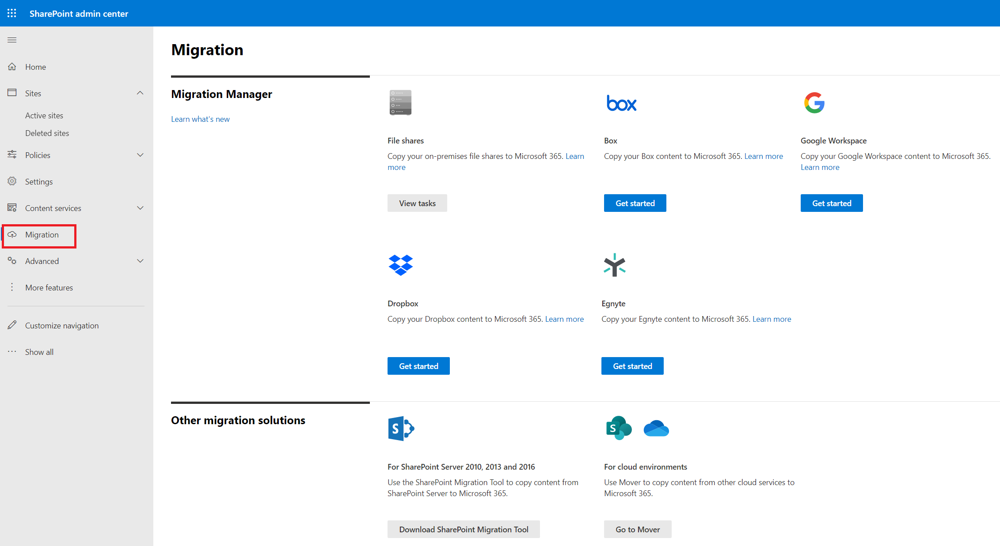 SharePoint admin center
Home
Sites
Active sites
Deleted sites
Policies
Settings
Content services
Migration
Advanced
More features
Customize navigation
Show all
Migration
Migration Manager
Learn what's new
File shares
Copy your on-premises file shares to Microsoft 365. Learn
more
View tasks
box
Box
Copy your Box content to Microsoft 365. Learn more
Get started
Google Workspace
Copy your Google Workspace content to Microsoft 365.
Learn more
Get started
Dropbox
Copy your Dropbox content to Microsoft 365. Learn more
Get started
Egnyte
Copy your Egnyte content to Microsoft 365. Learn more
Get started
Other migration solutions
S
For SharePoint Server 2010, 2013 and 2016
Use the SharePoint Migration Tool to copy content from
SharePoint Server to Microsoft 365.
Download SharePoint Migration Tool
S
For cloud environments
Use Mover to copy content from other cloud services to
Microsoft 365.
Go to Mover